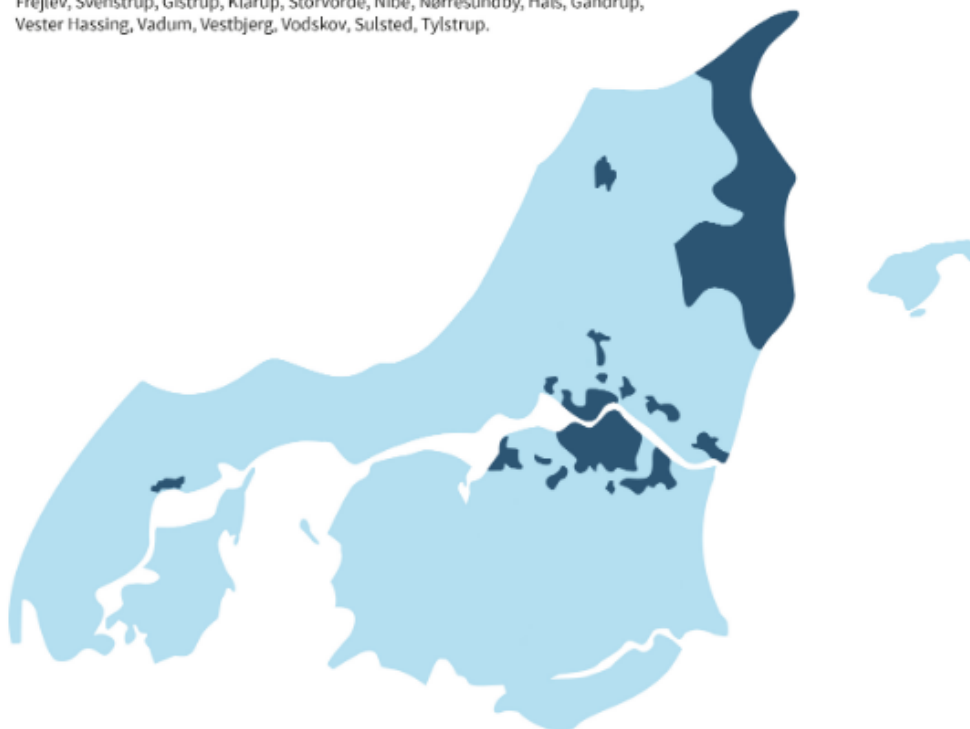 Frejlev, Svenstrup, Gistrup, Klarup, Storvorde, Nibe, Nørresundby, Hals, Gandrup,
Vester Hassing, Vadum, Vestbjerg, Vodskov, Sulsted, Tylstrup.